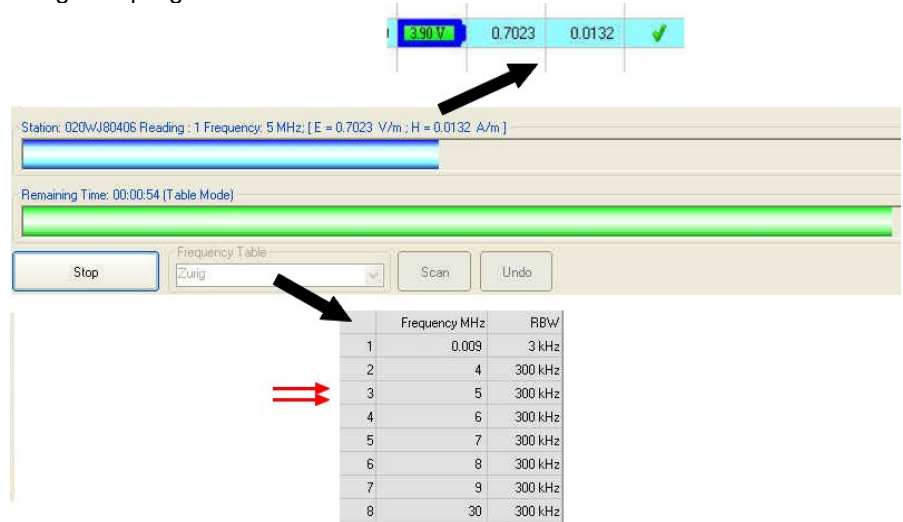 3.90 V 0.7023 0.0132
Station: 020WJ80406 Reading : 1 Frequency: 5 MHz; [ E = 0.7023 V/m ; H = 0.0132 A/m ]
Remaining Time: 00:00:54 (Table Mode)
Frequency Table
Stop Zurig Scan Undo
Frequency MHz RBW
1 0.009 3 kHz
2 4 300 kHz
3 5 300 kHz
4 6 300 kHz
5 7 300 kHz
6 8 300 kHz
7 9 300 kHz
8 30 300 kHz